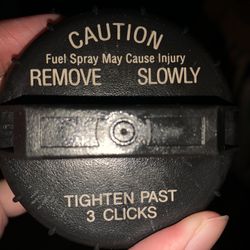 CAUTION
Fuel Spray May Cause Injury
REMOVE SLOWLY
TIGHTEN PAST
3 CLICKS